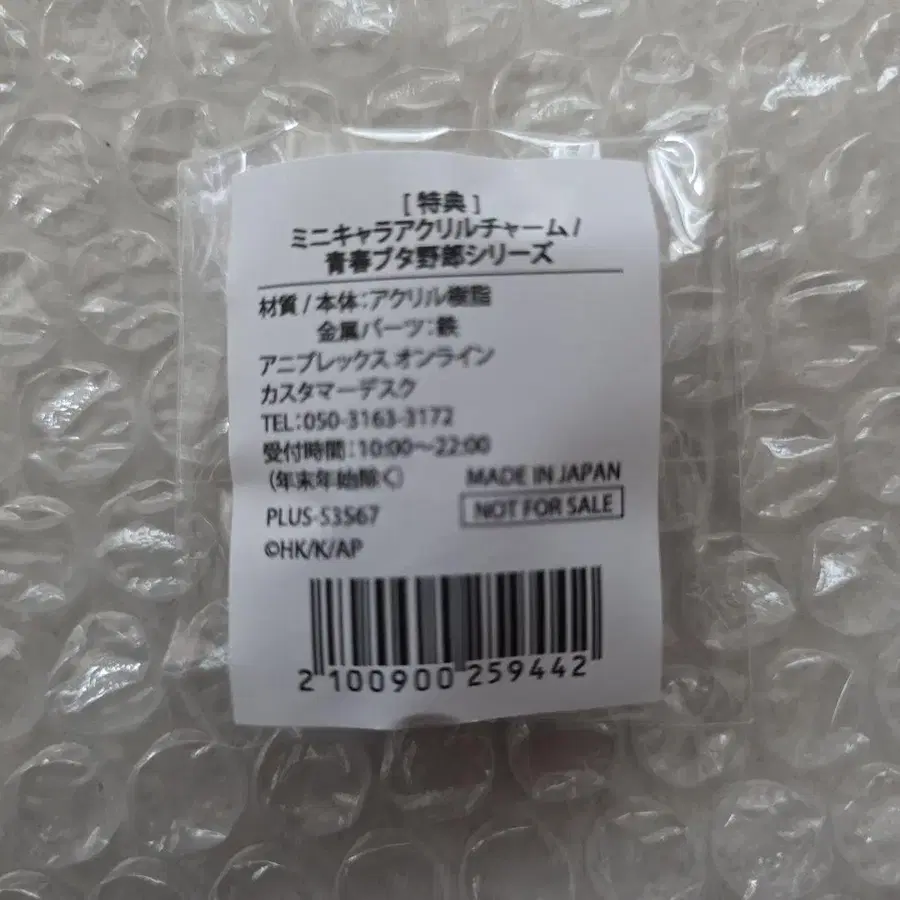 [ 特典 ]
ミニキャラアクリルチャーム /
青春ブタ野郎シリーズ
材質 / 本体:アクリル樹脂
金属パーツ:鉄
アニプレックス オンライン
カスタマーデスク
TEL:050-3163-3172
受付時間:10:00〜22:00
(年末年始除く)
MADE IN JAPAN
PLUS-53567
NOT FOR SALE
©HK/K/AP
2 100900 259442